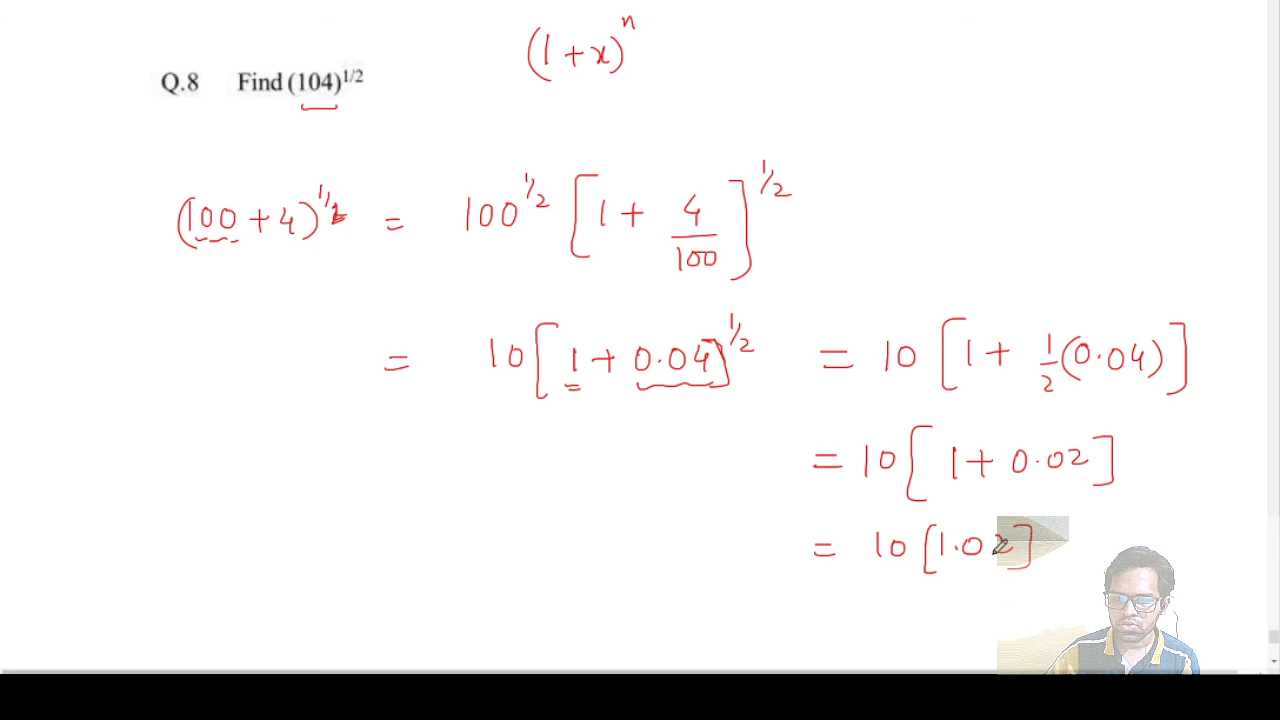 (1+x)^n
Q.8 Find (104)^1/2
(100+4)^1/2 = 100^1/2 [1 + 4/100]^1/2
= 10[1 + 0.04]^1/2 = 10[1 + 1/2(0.04)]
= 10[1 + 0.02]
= 10[1.02]